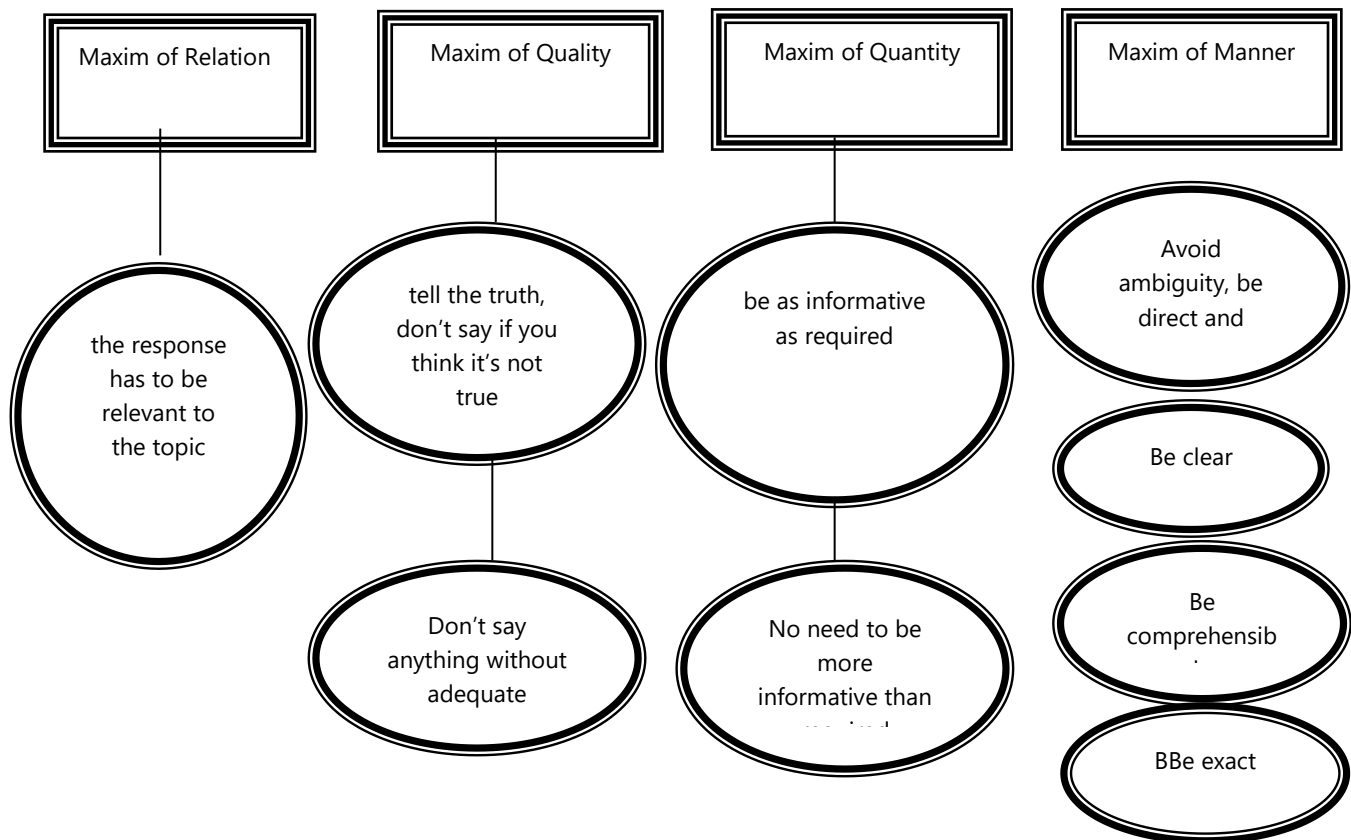 Maxim of Relation
the response
has to be
relevant to
the topic
Maxim of Quality
tell the truth,
don't say if you
think it's not
true
Don't say
anything without
adequate
Maxim of Quantity
be as informative
as required
No need to be
more
informative than
required
Maxim of Manner
Avoid
ambiguity, be
direct and
Be clear
Be
comprehensib
BBe exact